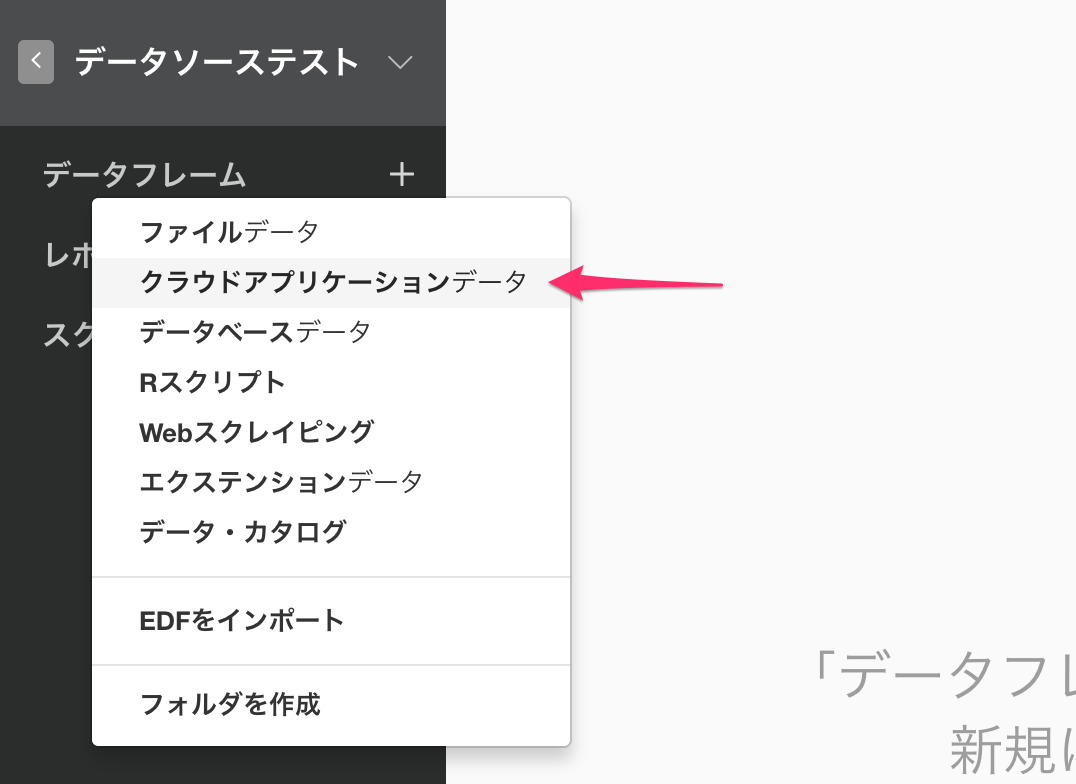 データソーステスト
データフレーム
ファイルデータ
レポ
クラウドアプリケーションデータ
スク
データベースデータ
Rスクリプト
Webスクレイピング
エクステンションデータ
データ・カタログ
EDFをインポート
フォルダを作成
「データフレ
新規に